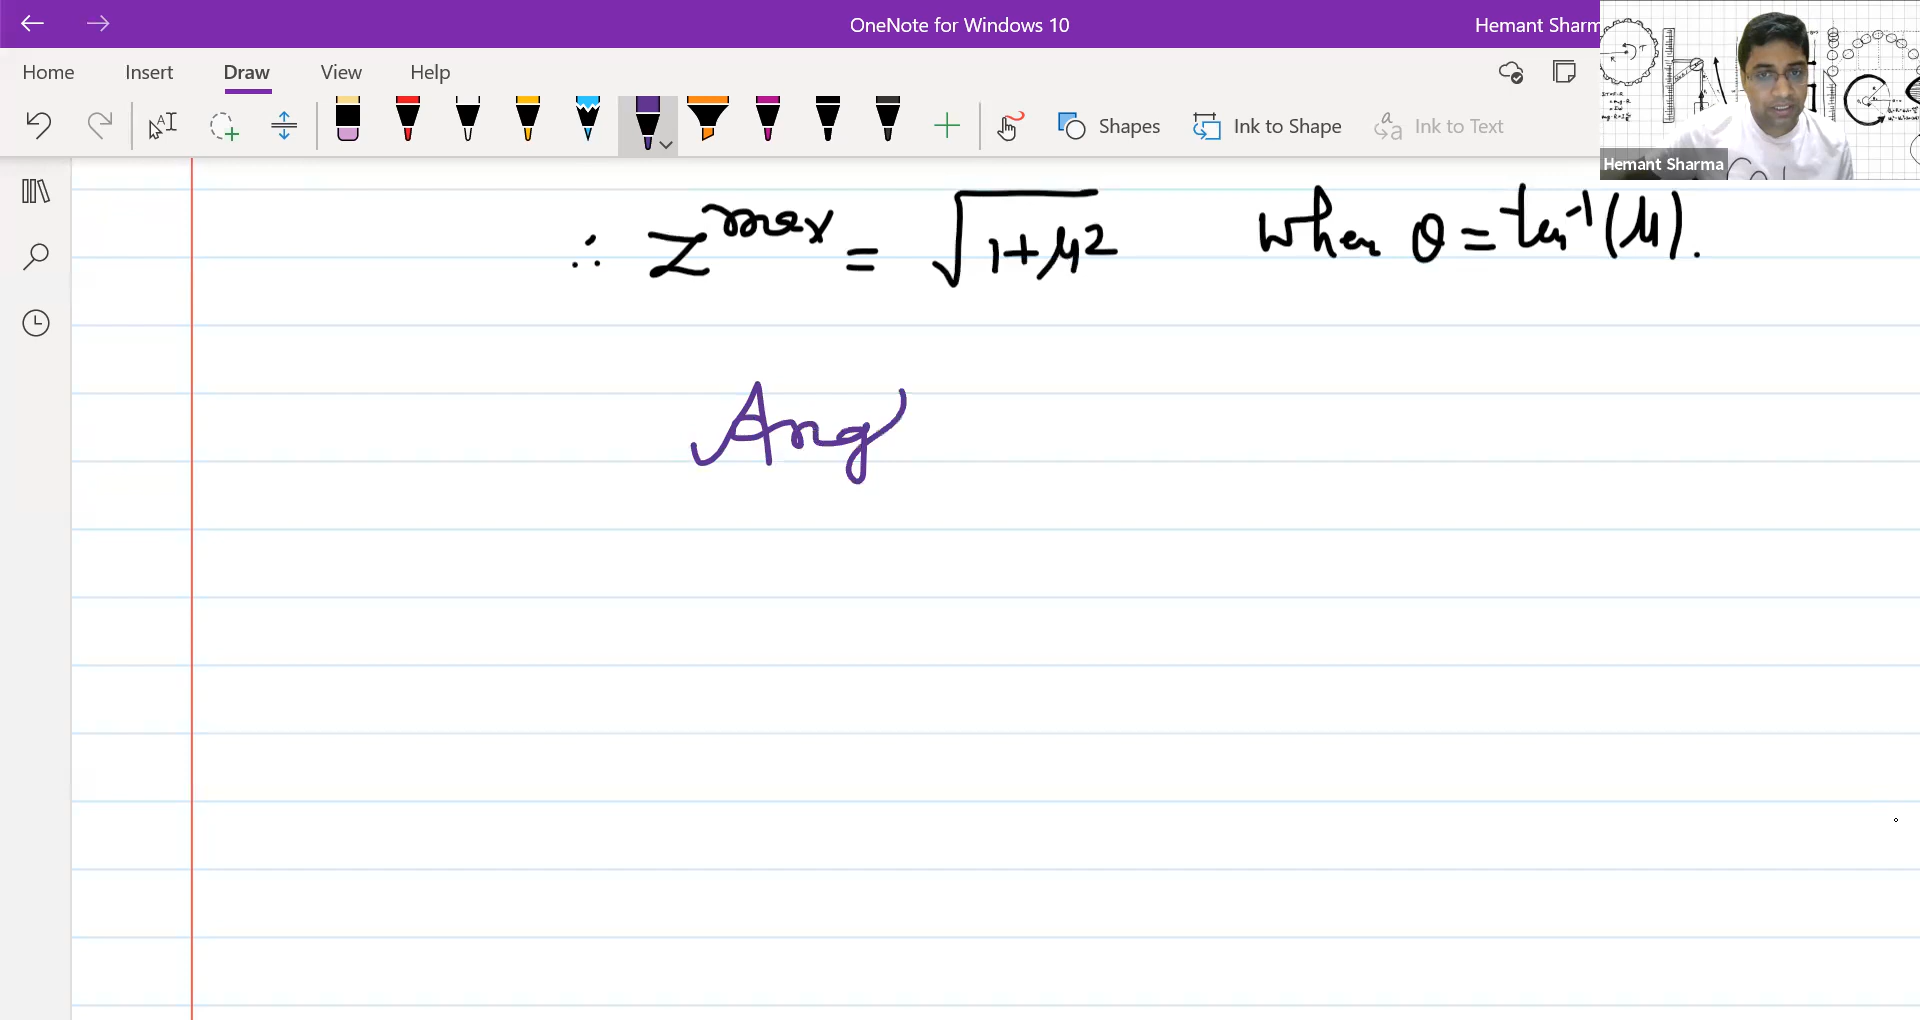 OneNote for Windows 10
Hemant Sharm
Home Insert Draw View Help
Shapes Ink to Shape Ink to Text
Hemant Sharma
∴ Z^max = √(1+μ²) when θ = tan⁻¹(μ).
Ang